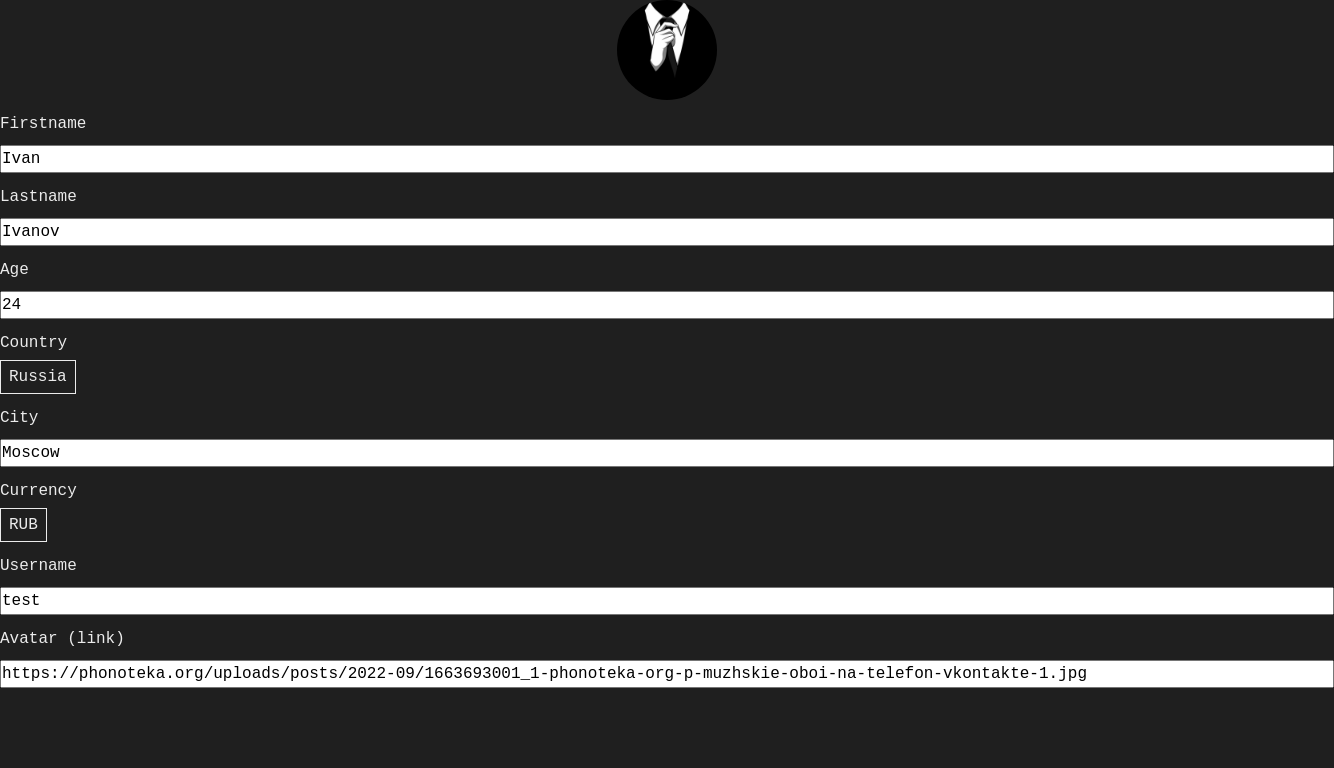 Firstname
Ivan
Lastname
Ivanov
Age
24
Country
Russia
City
Moscow
Currency
RUB
Username
test
Avatar (link)
https://phonoteka.org/uploads/posts/2022-09/1663693001_1-phonoteka-org-p-muzhskie-oboi-na-telefon-vkontakte-1.jpg